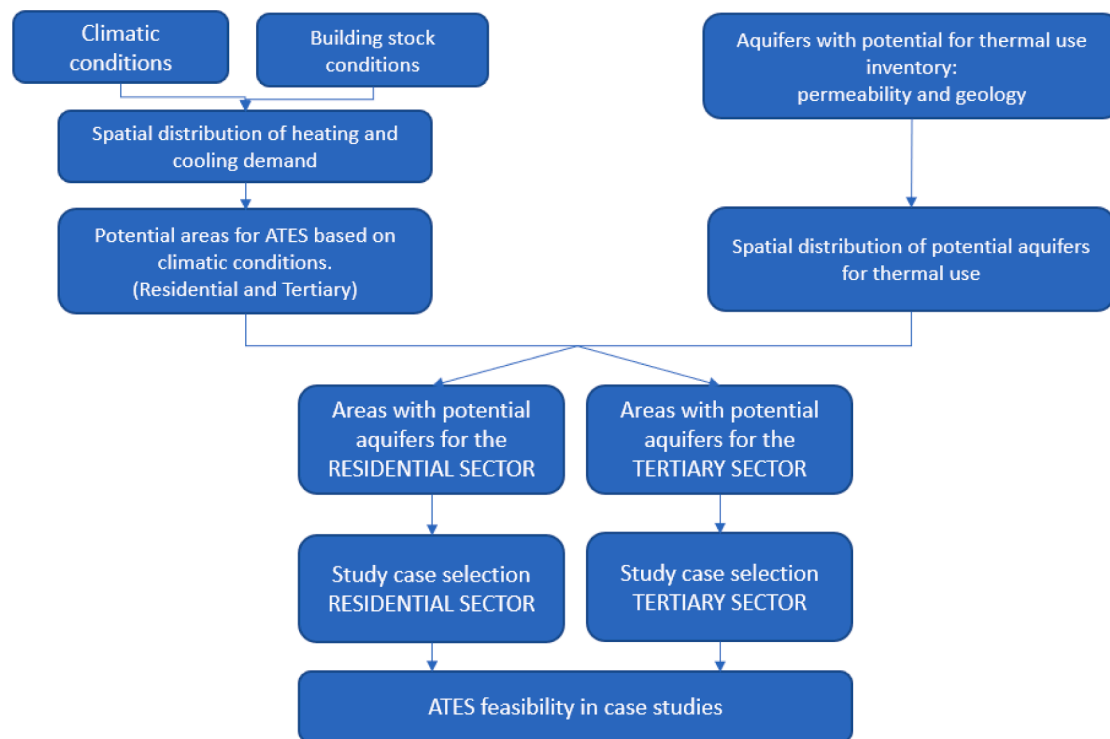 Climatic
conditions
Building stock
conditions
Aquifers with potential for thermal use
inventory:
permeability and geology
Spatial distribution of heating and
cooling demand
Potential areas for ATES based on
climatic conditions.
(Residential and Tertiary)
Spatial distribution of potential aquifers
for thermal use
Areas with potential
aquifers for the
RESIDENTIAL SECTOR
Areas with potential
aquifers for the
TERTIARY SECTOR
Study case selection
RESIDENTIAL SECTOR
Study case selection
TERTIARY SECTOR
ATES feasibility in case studies